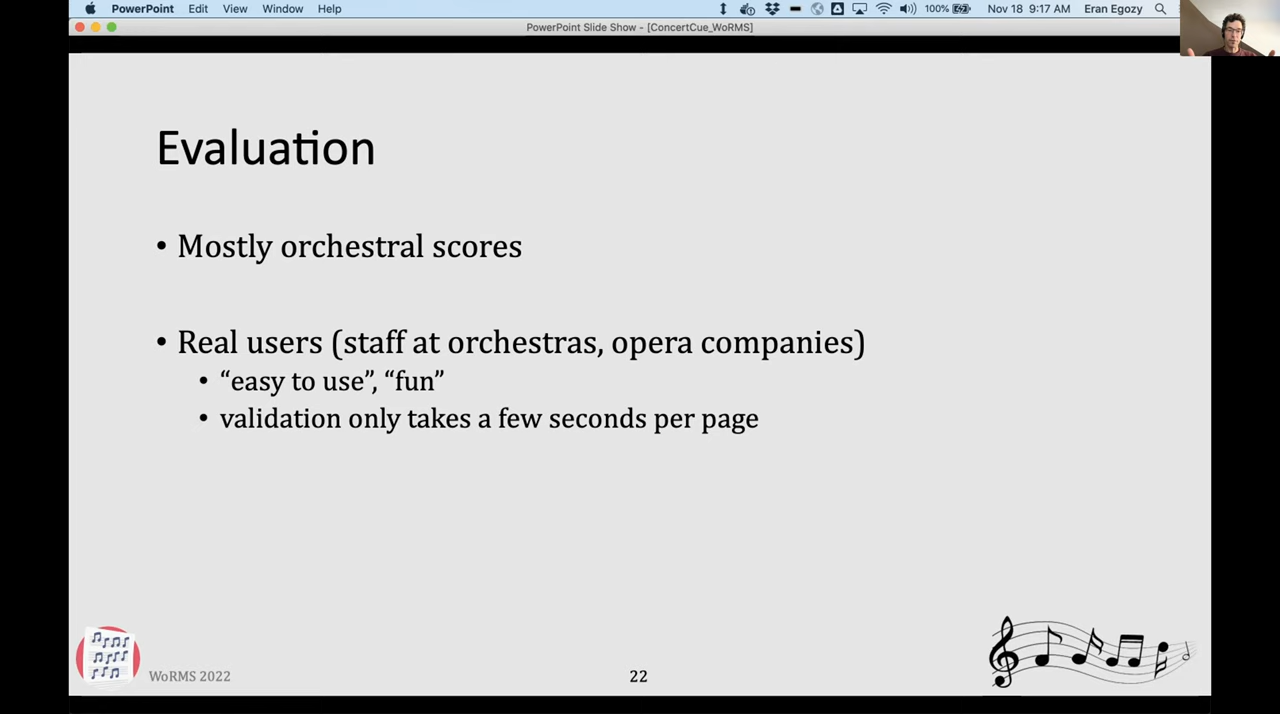 PowerPoint Edit View Window Help 100% Nov 18 9:17 AM Eran Egozy
PowerPoint Slide Show - [ConcertCue_WoRMS]
Evaluation
• Mostly orchestral scores
• Real users (staff at orchestras, opera companies)
• “easy to use”, “fun”
• validation only takes a few seconds per page
WoRMS 2022
22